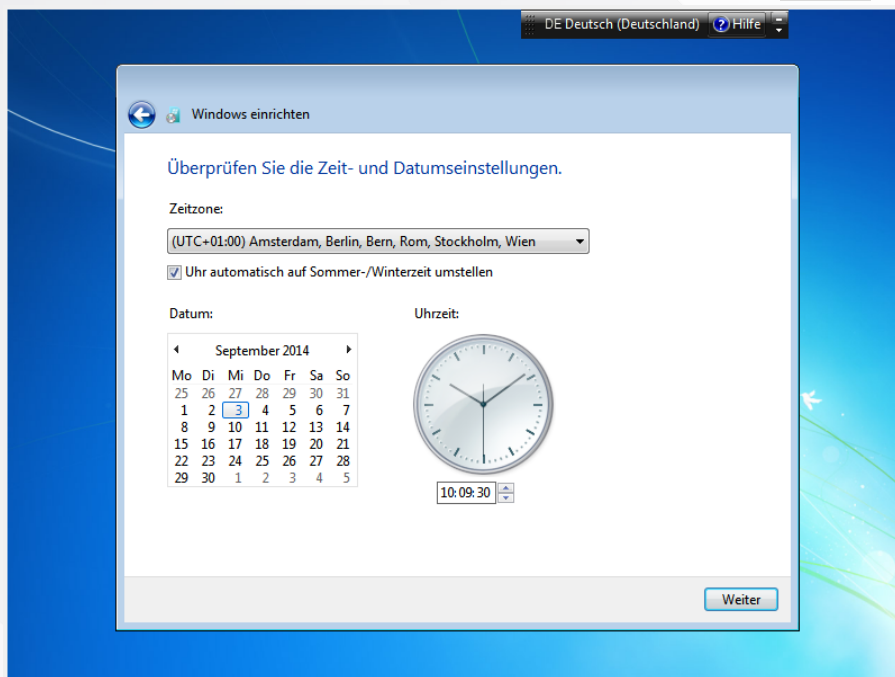 DE Deutsch (Deutschland) Hilfe
Windows einrichten
Überprüfen Sie die Zeit- und Datumseinstellungen.
Zeitzone:
(UTC+01:00) Amsterdam, Berlin, Bern, Rom, Stockholm, Wien
Uhr automatisch auf Sommer-/Winterzeit umstellen
Datum: Uhrzeit:
September 2014
Mo Di Mi Do Fr Sa So
25 26 27 28 29 30 31
1 2 3 4 5 6 7
8 9 10 11 12 13 14
15 16 17 18 19 20 21
22 23 24 25 26 27 28
29 30 1 2 3 4 5
10:09:30
Weiter